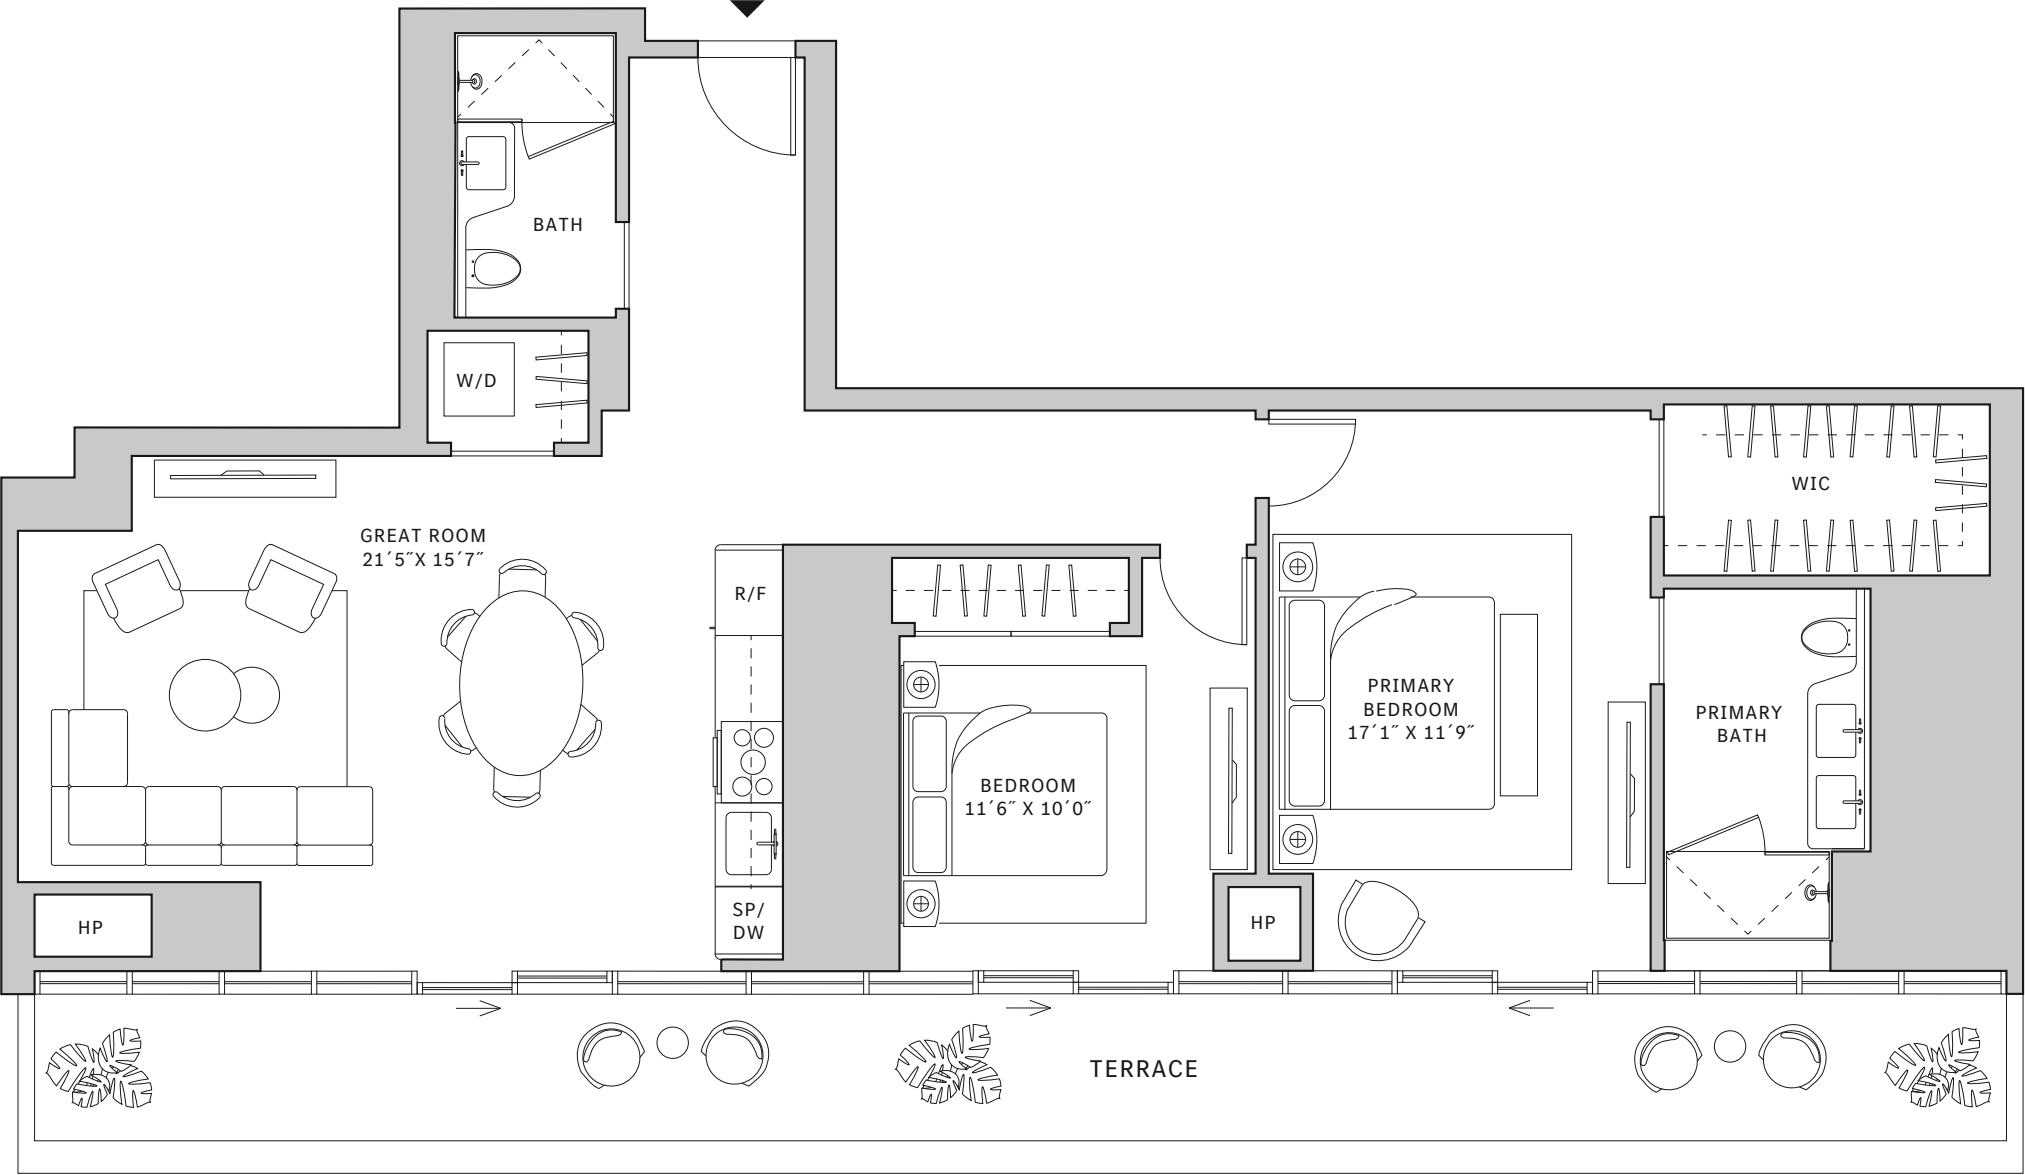 BATH
W/D
GREAT ROOM
21´5˝X 15´7˝
WIC
R/F
PRIMARY
BEDROOM
17´1˝ X 11´9˝
PRIMARY
BATH
BEDROOM
11´6˝ X 10´0˝
SP/
DW
HP
HP
TERRACE